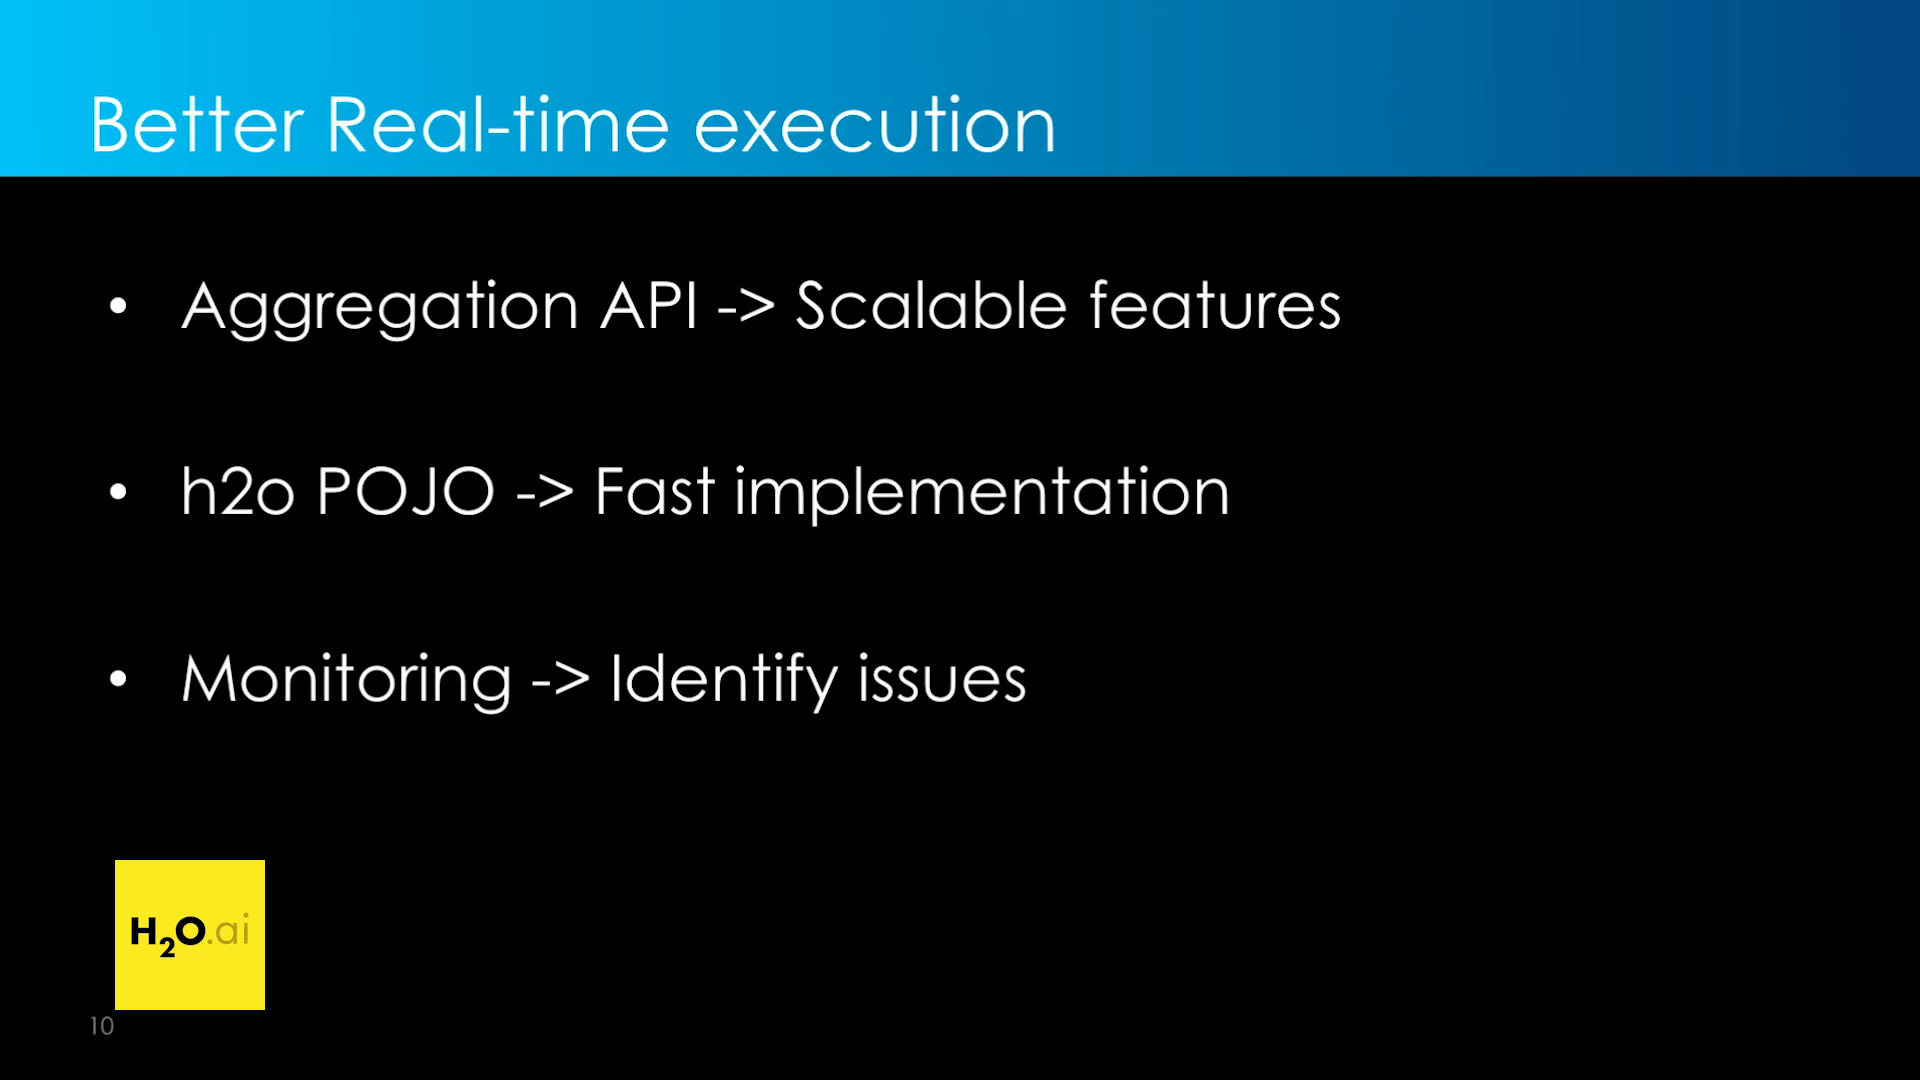 Better Real-time execution
• Aggregation API -> Scalable features
• h2o POJO -> Fast implementation
• Monitoring -> Identify issues
H2O.ai
10